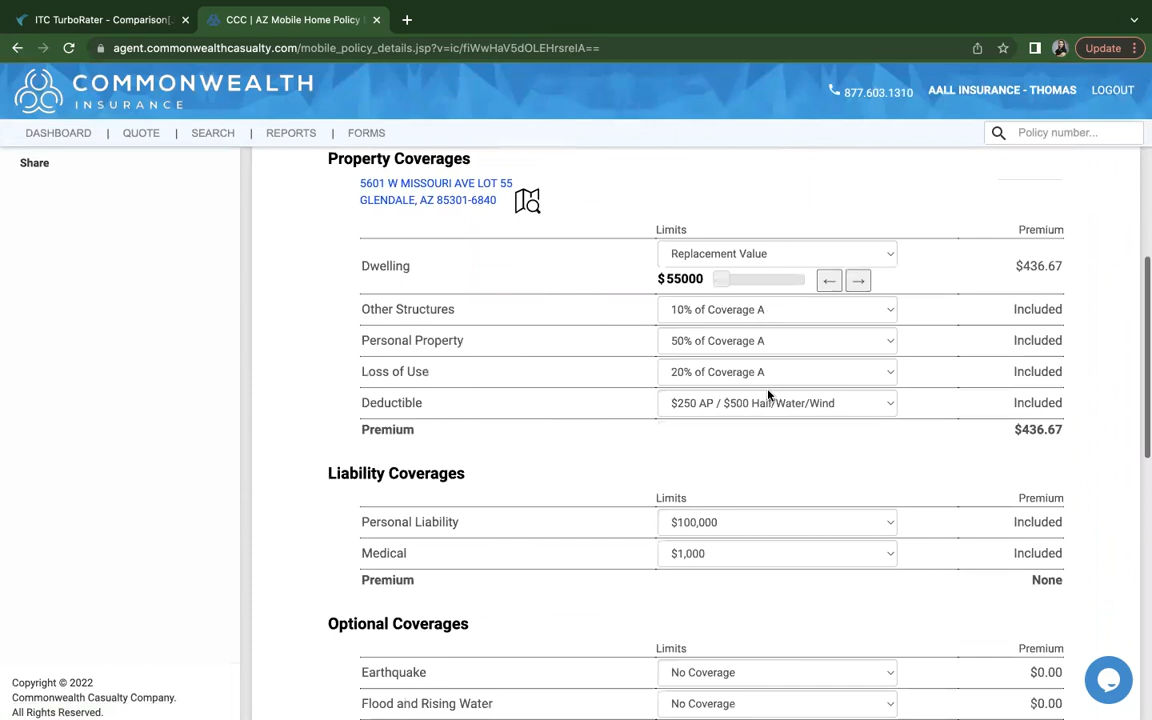 ITC TurboRater - Comparison[.
CCC | AZ Mobile Home Policy
agent.commonwealthcasualty.com/mobile_policy_details.jsp?v=ic/fiWwHaV5dOLEHrsrelA==
Update
COMMONWEALTH
INSURANCE
877.603.1310
AALL INSURANCE - THOMAS
LOGOUT
DASHBOARD | QUOTE | SEARCH | REPORTS | FORMS
Policy number...
Share
Property Coverages
5601 W MISSOURI AVE LOT 55
GLENDALE, AZ 85301-6840
Limits Premium
Dwelling Replacement Value $436.67
$55000 ← →
Other Structures 10% of Coverage A Included
Personal Property 50% of Coverage A Included
Loss of Use 20% of Coverage A Included
Deductible $250 AP / $500 Hail/Water/Wind Included
Premium $436.67
Liability Coverages
Limits Premium
Personal Liability $100,000 Included
Medical $1,000 Included
Premium None
Optional Coverages
Limits Premium
Earthquake No Coverage $0.00
Flood and Rising Water No Coverage $0.00
Copyright © 2022
Commonwealth Casualty Company.
All Rights Reserved.